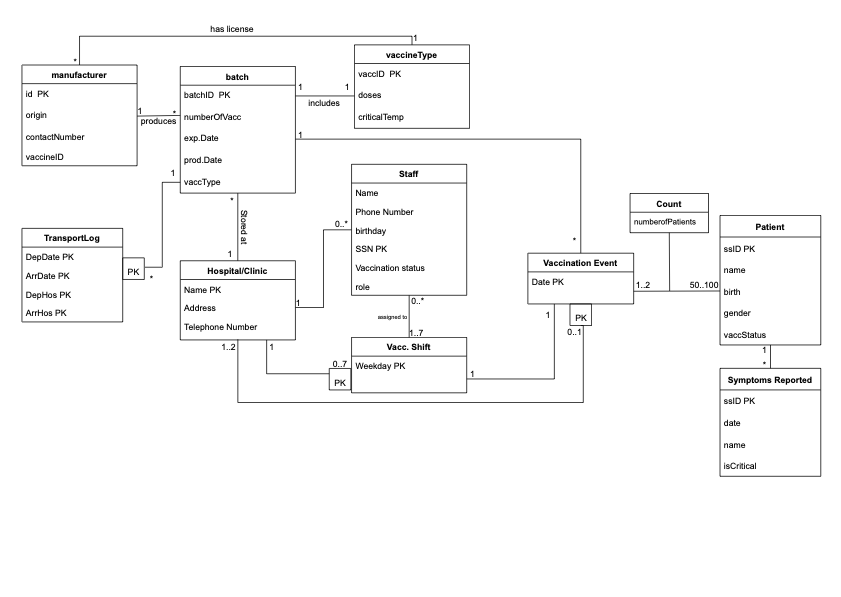 has license
1
*
manufacturer
id  PK
origin
contactNumber
vaccineID
1
*
produces
batch
batchID  PK
numberOfVacc
exp.Date
prod.Date
vaccType
1
1
includes
vaccineType
vaccID  PK
doses
criticalTemp
1
*
1
*
TransportLog
DepDate PK
ArrDate PK
DepHos PK
ArrHos PK
PK
*
Stored at
1
Hospital/Clinic
Name PK
Address
Telephone Number
1
0..*
Staff
Name
Phone Number
birthday
SSN PK
Vaccination status
role
0..*
assigned to
1..7
Vacc. Shift
Weekday PK
1..2
1
0..7
PK
1
1
Vaccination Event
Date PK
PK
0..1
1..2
50..100
Count
numberofPatients
Patient
ssID PK
name
birth
gender
vaccStatus
1
*
Symptoms Reported
ssID PK
date
name
isCritical